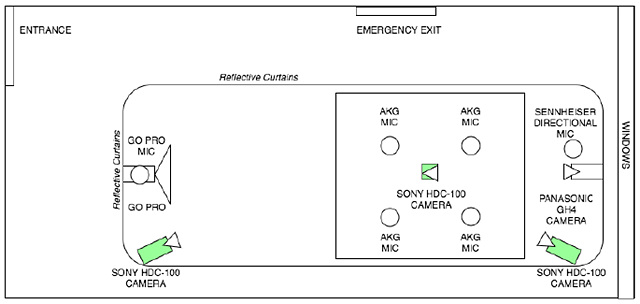 ENTRANCE
EMERGENCY EXIT
Reflective Curtains
Reflective Curtains
GO PRO
MIC
GO PRO
AKG
MIC
AKG
MIC
SENNHEISER
DIRECTIONAL
MIC
WINDOWS
SONY HDC-100
CAMERA
PANASONIC
GH4
CAMERA
AKG
MIC
AKG
MIC
SONY HDC-100
CAMERA
SONY HDC-100
CAMERA